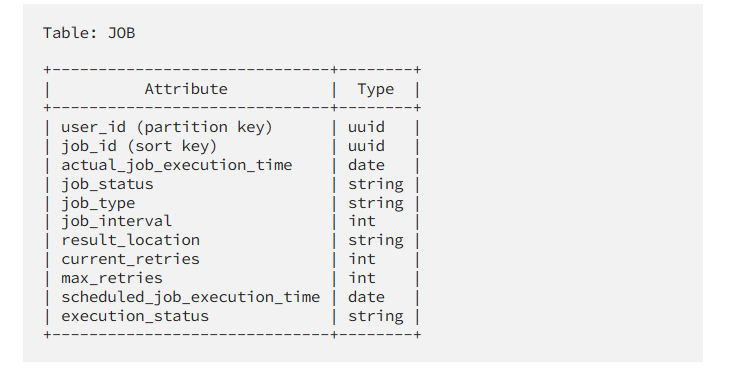 Table: JOB
+------------------------------+--------+
|          Attribute           |  Type  |
+------------------------------+--------+
| user_id (partition key)      | uuid   |
| job_id (sort key)            | uuid   |
| actual_job_execution_time    | date   |
| job_status                   | string |
| job_type                     | string |
| job_interval                 | int    |
| result_location              | string |
| current_retries              | int    |
| max_retries                  | int    |
| scheduled_job_execution_time | date   |
| execution_status             | string |
+------------------------------+--------+